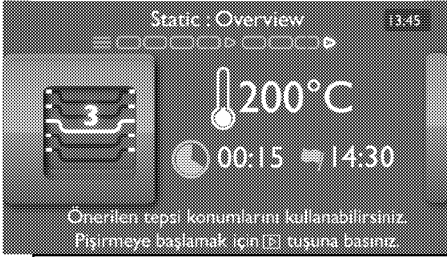 Static : Overview
13:45
3
200°C
00:15
14:30
Önerilen tepsi konumlarını kullanabilirsiniz.
Pişirmeye başlamak için tuşuna basınız.